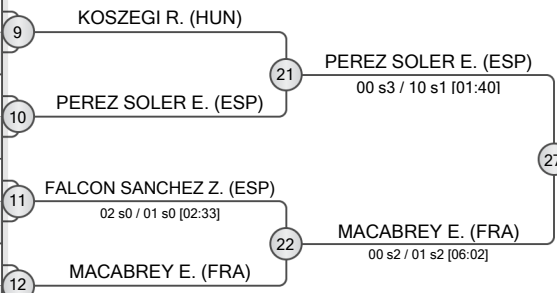 KOSZEGI R. (HUN)
9
PEREZ SOLER E. (ESP)
21
00 s3 / 10 s1 [01:40]
PEREZ SOLER E. (ESP)
10
27
FALCON SANCHEZ Z. (ESP)
11
02 s0 / 01 s0 [02:33]
MACABREY E. (FRA)
22
00 s2 / 01 s2 [06:02]
MACABREY E. (FRA)
12